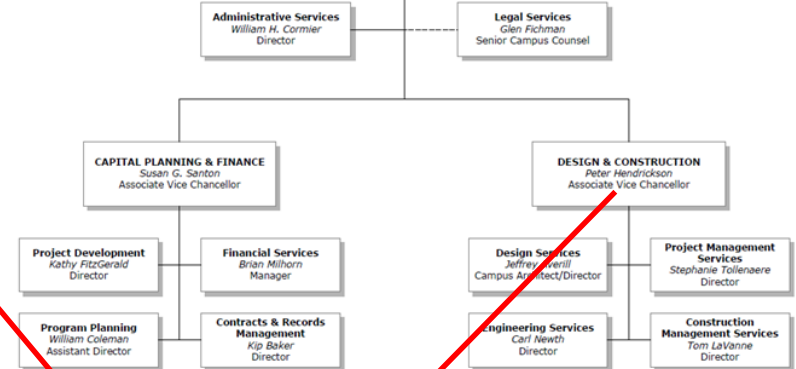 Administrative Services
William H. Cormier
Director
Legal Services
Glen Fichman
Senior Campus Counsel
CAPITAL PLANNING & FINANCE
Susan G. Santon
Associate Vice Chancellor
DESIGN & CONSTRUCTION
Peter Hendrickson
Associate Vice Chancellor
Project Development
Kathy FitzGerald
Director
Financial Services
Brian Milhorn
Manager
Design Services
Jeffrey Averill
Campus Architect/Director
Project Management
Services
Stephanie Tollenaere
Director
Program Planning
William Coleman
Assistant Director
Contracts & Records
Management
Kip Baker
Director
Engineering Services
Carl Newth
Director
Construction
Management Services
Tom LaVanne
Director